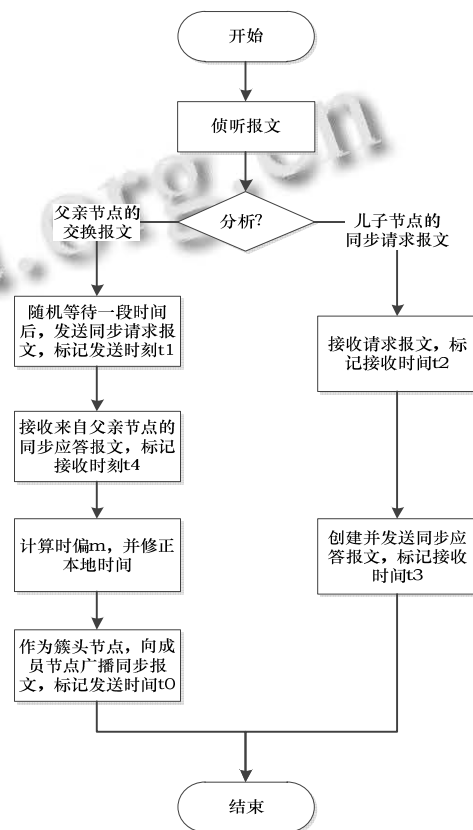 开始
侦听报文
分析?
父亲节点的
交换报文
儿子节点的
同步请求报文
随机等待一段时间
后，发送同步请求报
文，标记发送时刻t1
接收请求报文，标
记接收时间t2
接收来自父亲节点的
同步应答报文，标记
接收时刻t4
计算时偏m，并修正
本地时间
创建并发送同步应
答报文，标记接收
时间t3
作为簇头节点，向成
员节点广播同步报
文，标记发送时间t0
结束
.org.cn